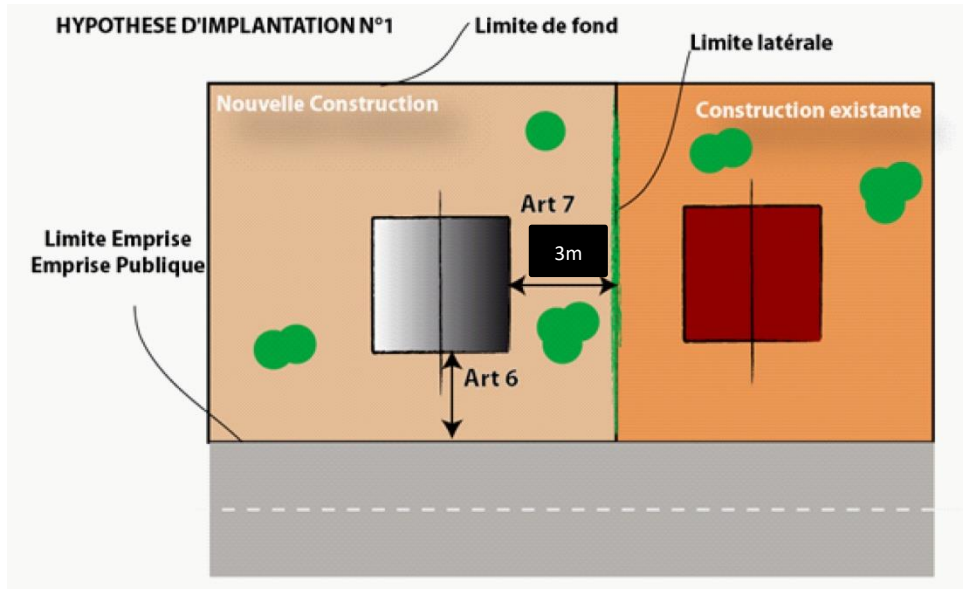 HYPOTHESE D'IMPLANTATION N°1
Limite de fond
Limite latérale
Nouvelle Construction
Construction existante
Art 7
3m
Limite Emprise
Emprise Publique
Art 6